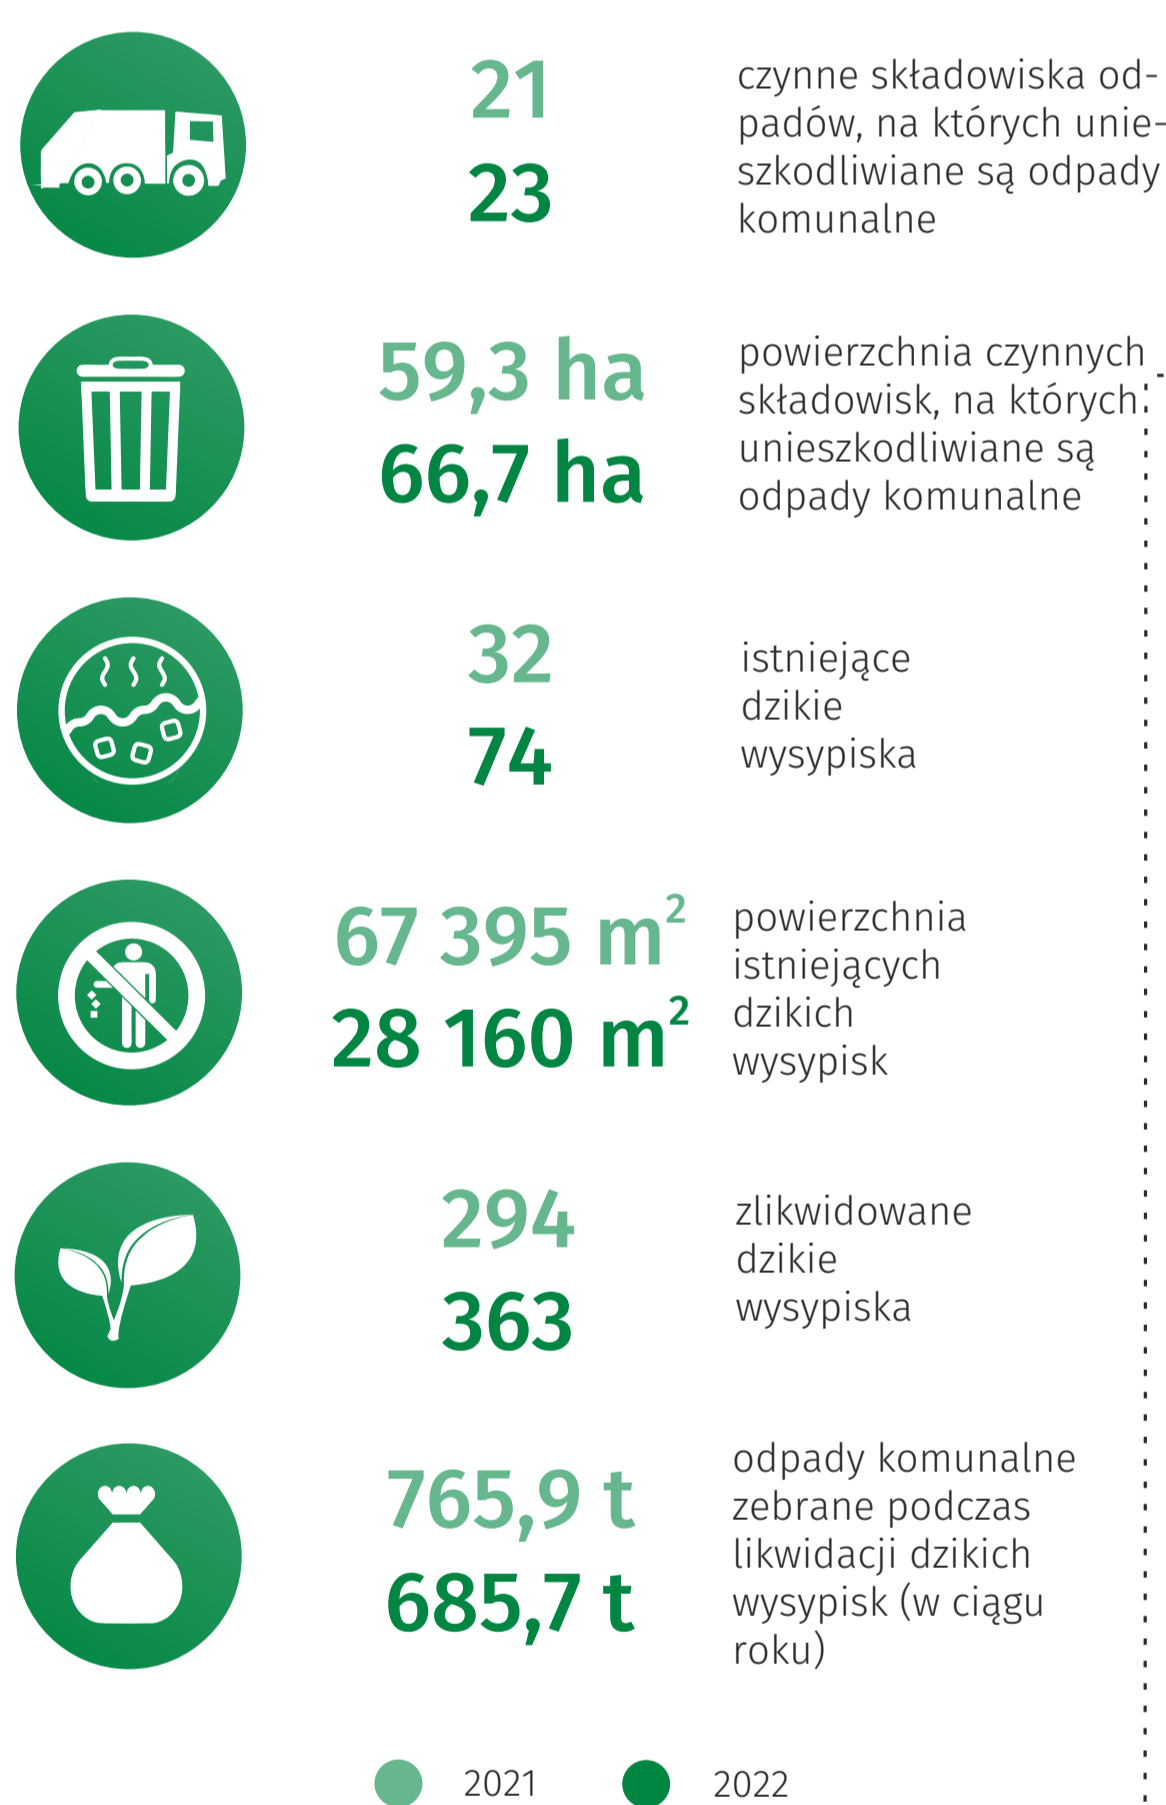 21
23
czynne składowiska od-
padów, na których unie-
szkodliwiane są odpady
komunalne
59,3 ha
66,7 ha
powierzchnia czynnych
składowisk, na których
unieszkodliwiane są
odpady komunalne
32
74
istniejące
dzikie
wysypiska
67 395 m²
28 160 m²
powierzchnia
istniejących
dzikich
wysypisk
294
363
zlikwidowane
dzikie
wysypiska
765,9 t
685,7 t
odpady komunalne
zebrane podczas
likwidacji dzikich
wysypisk (w ciągu
roku)
2021
2022